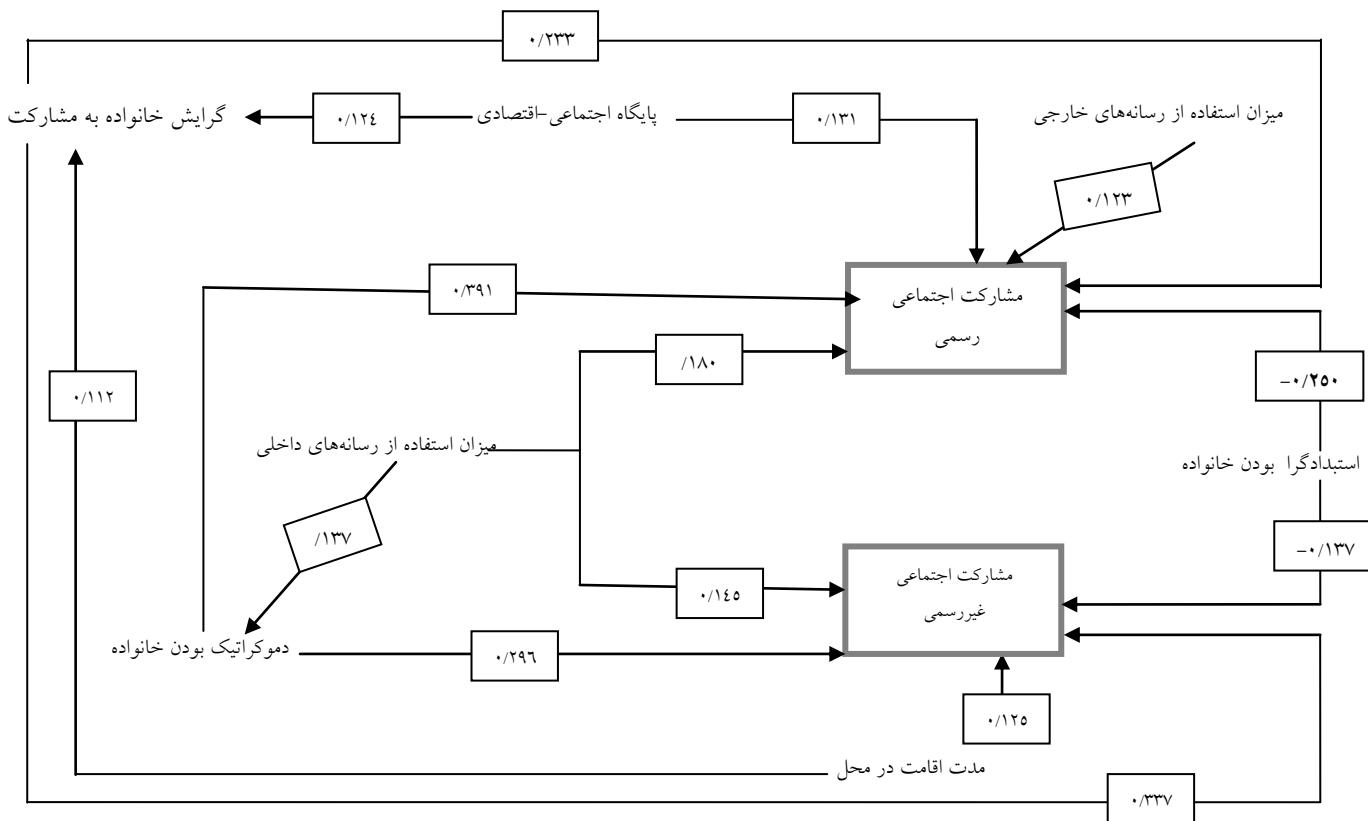 ۰/۲۳۳
میزان استفاده از رسانه‌های خارجی
پایگاه اجتماعی-اقتصادی
گرایش خانواده به مشارکت
۰/۱۳۱
۰/۱۲٤
۰/۱۲۳
۰/۳۹۱
مشارکت اجتماعی
رسمی
/۱۸۰
-۰/۲۵۰
۰/۱۱۲
میزان استفاده از رسانه‌های داخلی
استبدادگرا بودن خانواده
/۱۳۷
-۰/۱۳۷
مشارکت اجتماعی
غیررسمی
۰/۱٤٥
دموکراتیک بودن خانواده
۰/۲۹٦
۰/۱۲٥
مدت اقامت در محل
۰/۳۳۷